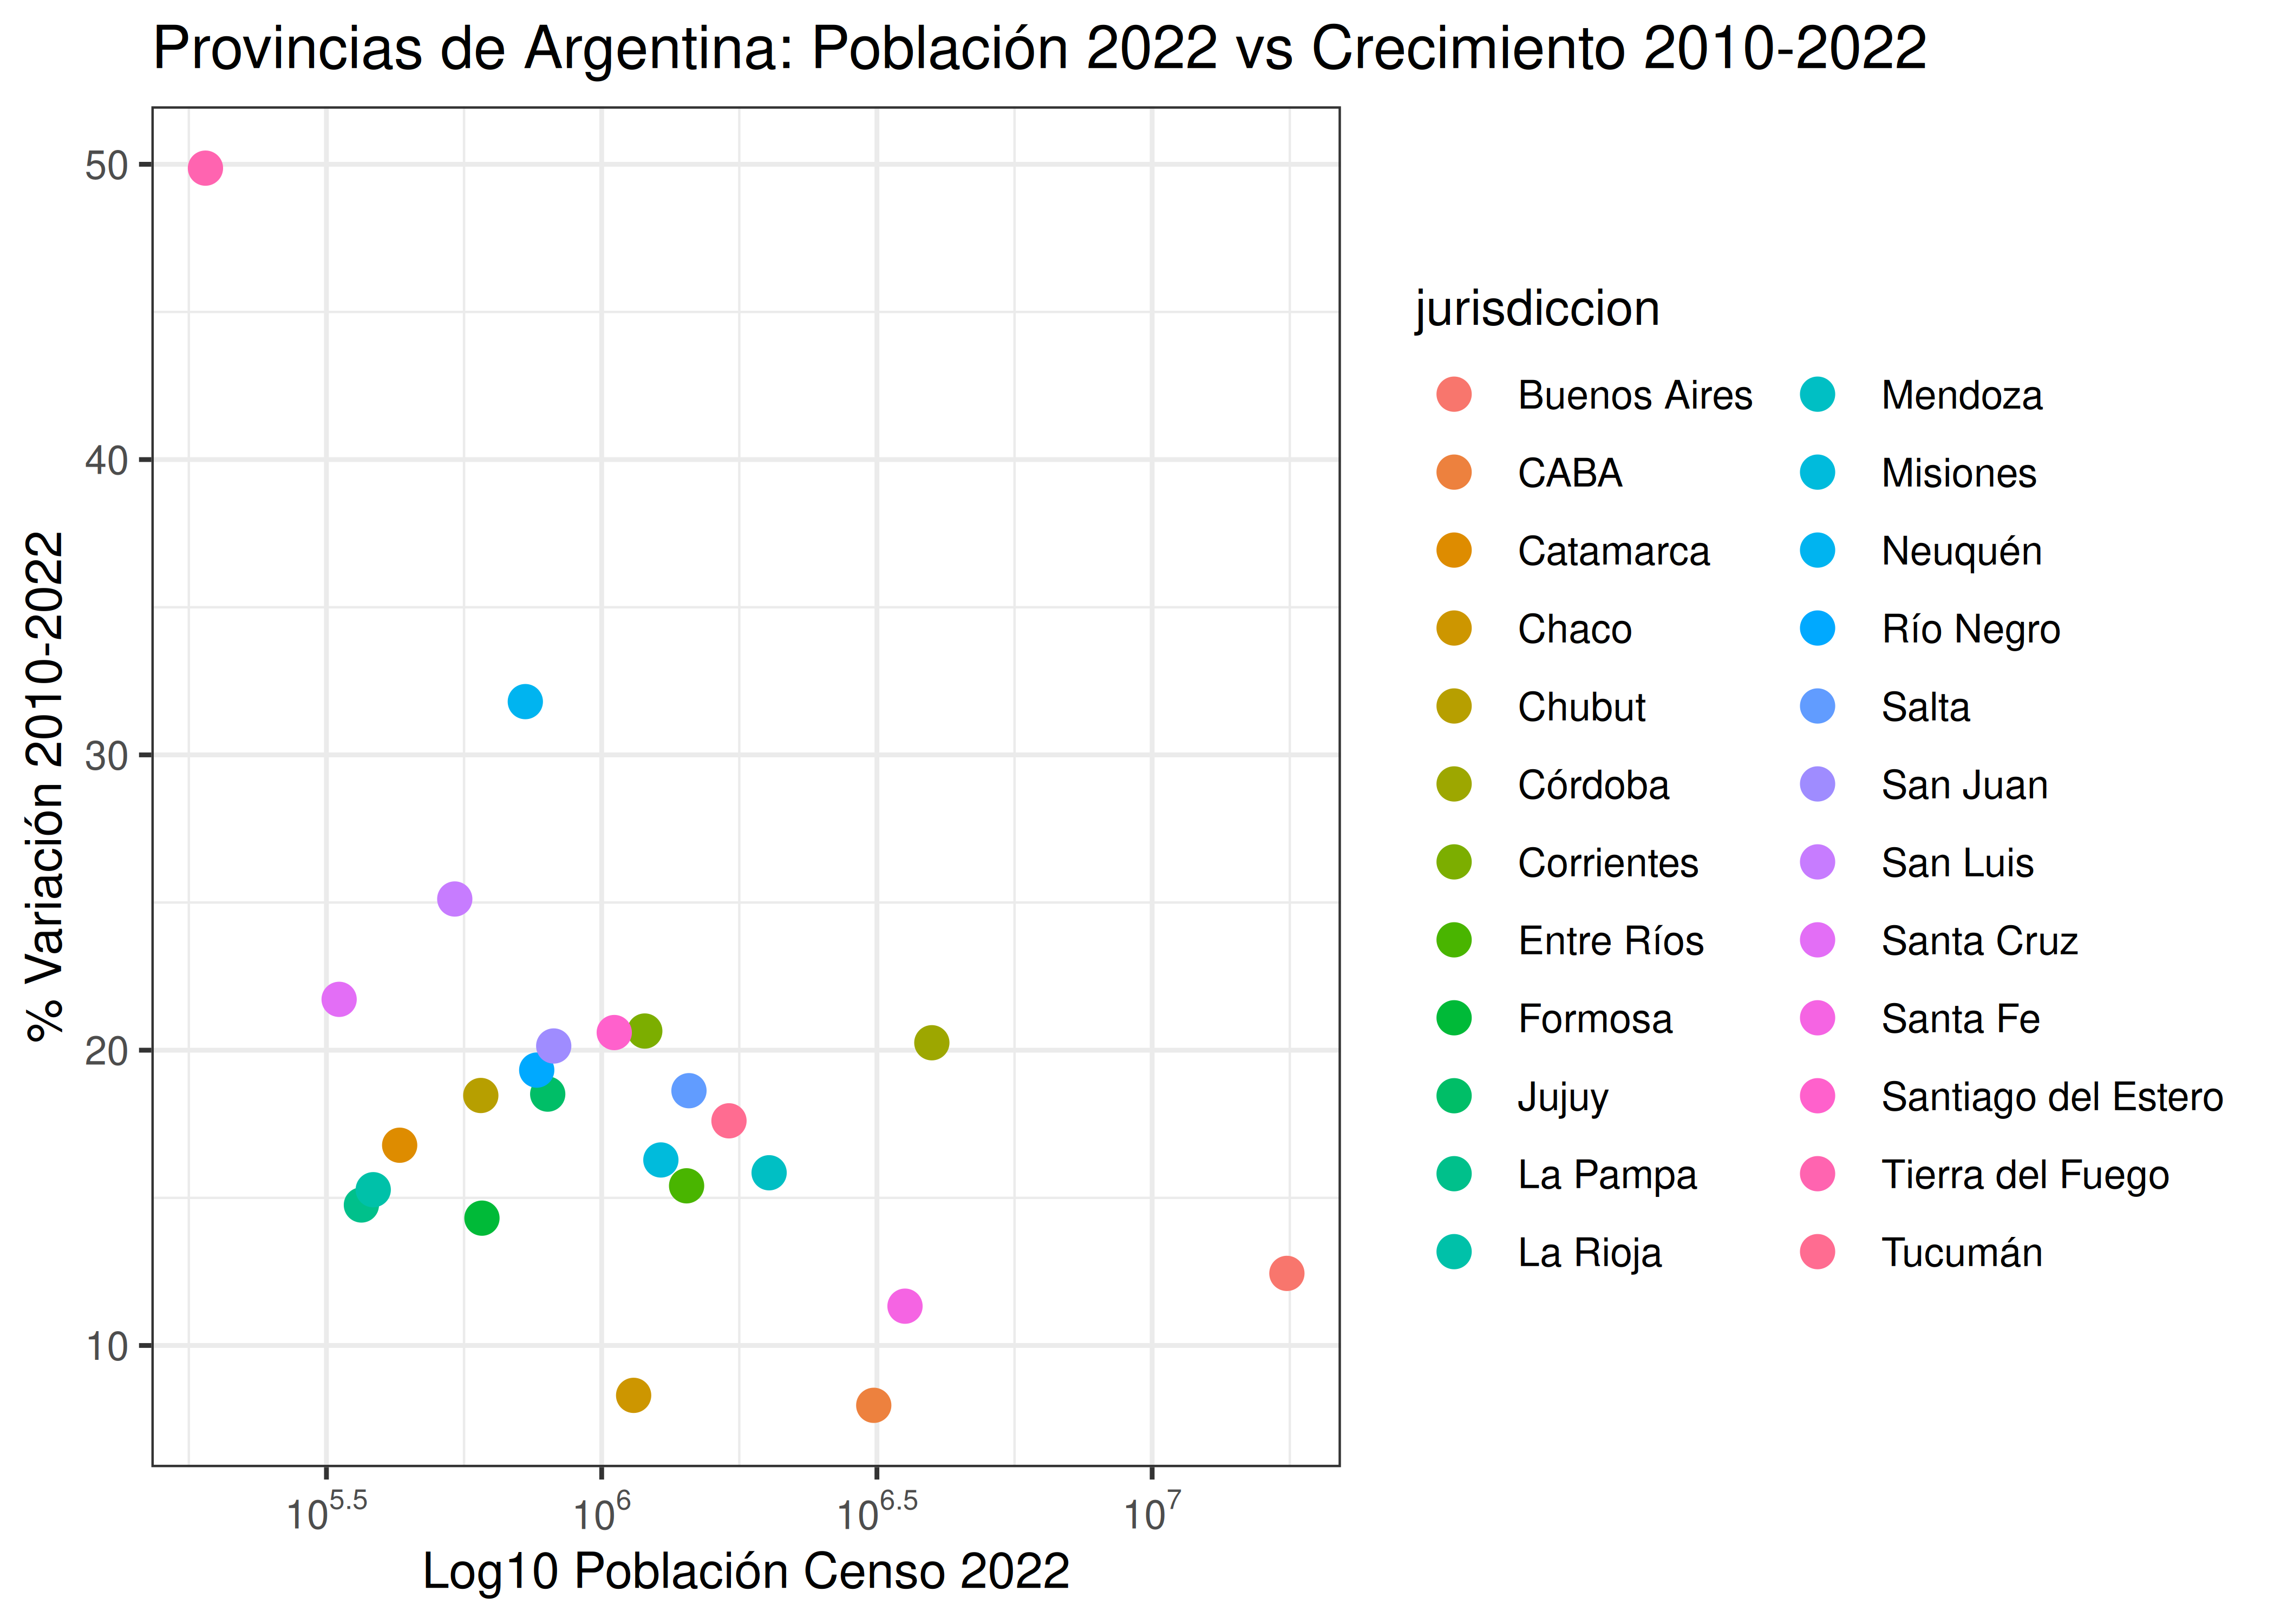 Provincias de Argentina: Población 2022 vs Crecimiento 2010-2022
% Variación 2010-2022
50
40
30
20
10
10^5.5
10^6
10^6.5
10^7
Log10 Población Censo 2022
jurisdiccion
Buenos Aires
CABA
Catamarca
Chaco
Chubut
Córdoba
Corrientes
Entre Ríos
Formosa
Jujuy
La Pampa
La Rioja
Mendoza
Misiones
Neuquén
Río Negro
Salta
San Juan
San Luis
Santa Cruz
Santa Fe
Santiago del Estero
Tierra del Fuego
Tucumán